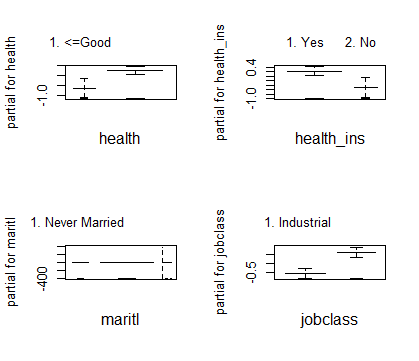 1. <=Good
partial for health
-1.0
health
1. Yes 2. No
partial for health_ins
0.4
-1.0
health_ins
1. Never Married
partial for maritl
-400
maritl
1. Industrial
partial for jobclass
-0.5
jobclass